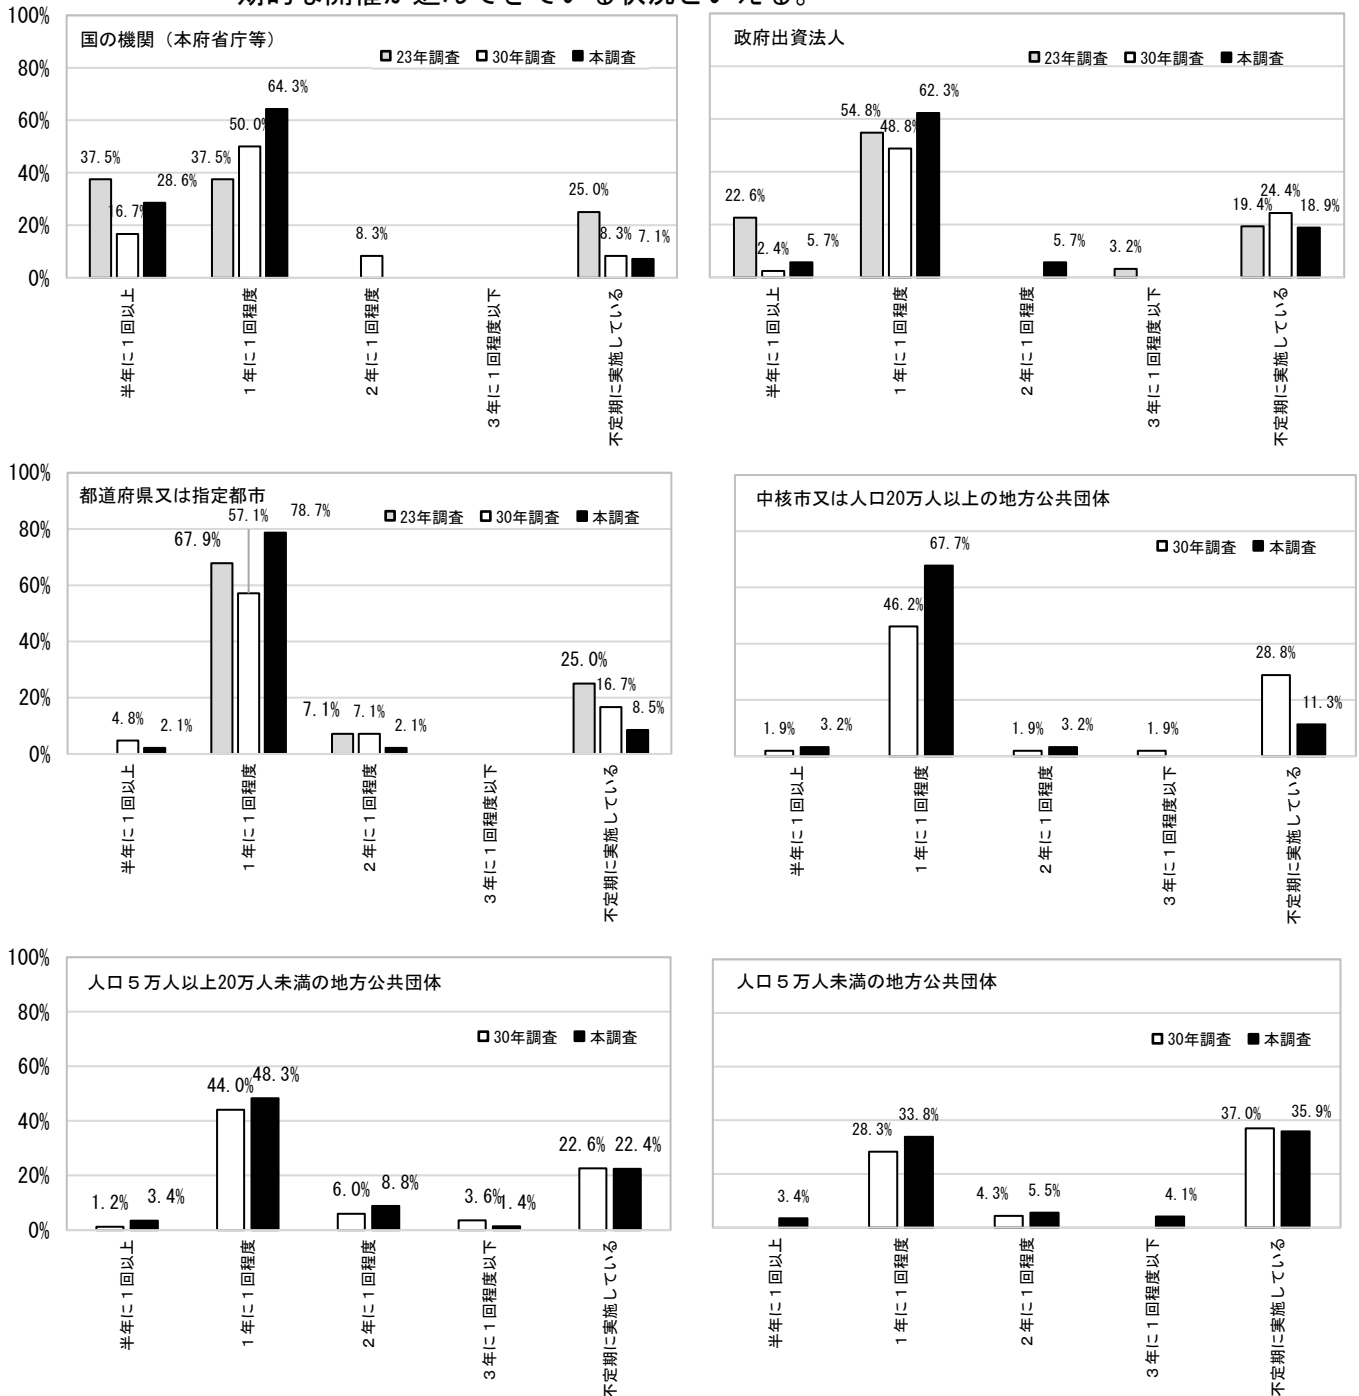 期的な開催が進んできている状況といえる。
国の機関（本府省庁等）
23年調査 30年調査 本調査
100%
80%
60%
40%
20%
0%
37.5%
16.7%
28.6%
37.5%
50.0%
64.3%
8.3%
25.0%
8.3%
7.1%
半年に１回以上
１年に１回程度
２年に１回程度
３年に１回程度以下
不定期に実施している
政府出資法人
23年調査 30年調査 本調査
22.6%
2.4%
5.7%
54.8%
48.8%
62.3%
5.7%
3.2%
19.4%
24.4%
18.9%
半年に１回以上
１年に１回程度
２年に１回程度
３年に１回程度以下
不定期に実施している
都道府県又は指定都市
23年調査 30年調査 本調査
100%
80%
60%
40%
20%
0%
4.8%
2.1%
67.9%
57.1%
78.7%
7.1%
7.1%
2.1%
25.0%
16.7%
8.5%
半年に１回以上
１年に１回程度
２年に１回程度
３年に１回程度以下
不定期に実施している
中核市又は人口20万人以上の地方公共団体
30年調査 本調査
1.9%
3.2%
46.2%
67.7%
1.9%
3.2%
1.9%
28.8%
11.3%
半年に１回以上
１年に１回程度
２年に１回程度
３年に１回程度以下
不定期に実施している
人口５万人以上20万人未満の地方公共団体
30年調査 本調査
100%
80%
60%
40%
20%
0%
1.2%
3.4%
44.0%
48.3%
6.0%
8.8%
3.6%
1.4%
22.6%
22.4%
半年に１回以上
１年に１回程度
２年に１回程度
３年に１回程度以下
不定期に実施している
人口５万人未満の地方公共団体
30年調査 本調査
3.4%
28.3%
33.8%
4.3%
5.5%
4.1%
37.0%
35.9%
半年に１回以上
１年に１回程度
２年に１回程度
３年に１回程度以下
不定期に実施している